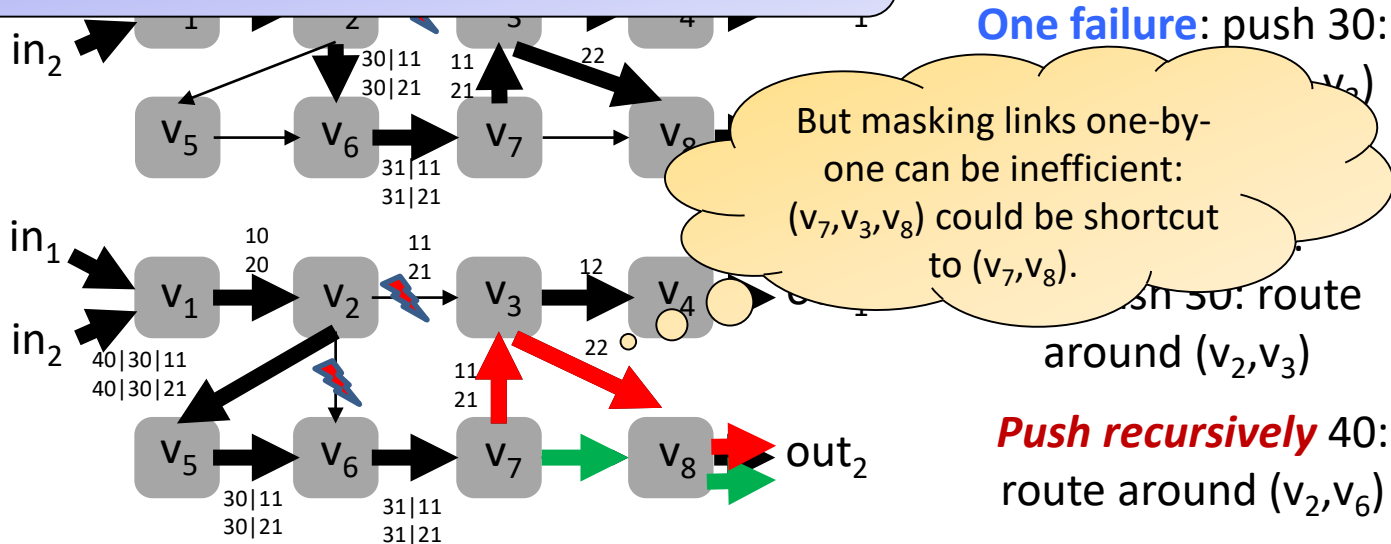 One failure: push 30:
in₂
1
2
3
4
1
30|11
30|21
11
21
22
v₃)
v₅
v₆
v₇
v₈
31|11
31|21
But masking links one-by-
one can be inefficient:
(v₇,v₃,v₈) could be shortcut
to (v₇,v₈).
in₁
10
20
11
21
12
v₁
v₂
v₃
v₄
1
push 30: route
around (v₂,v₃)
in₂
40|30|11
40|30|21
11
21
22
v₅
v₆
v₇
v₈
out₂
30|11
30|21
31|11
31|21
Push recursively 40:
route around (v₂,v₆)